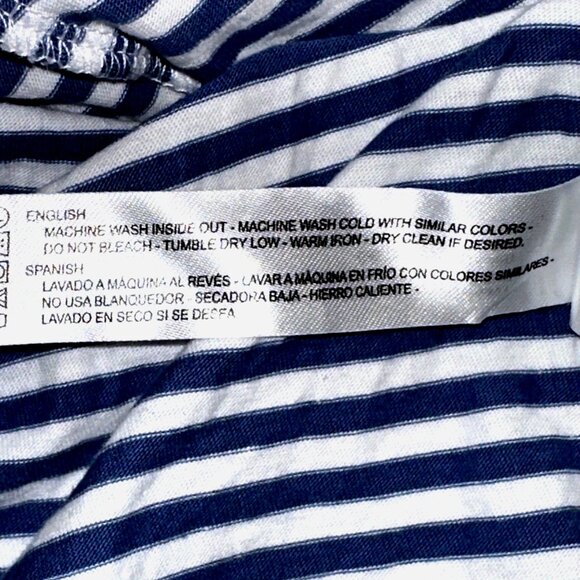 ENGLISH
MACHINE WASH INSIDE OUT - MACHINE WASH COLD WITH SIMILAR COLORS -
DO NOT BLEACH - TUMBLE DRY LOW - WARM IRON - DRY CLEAN IF DESIRED.
SPANISH
LAVADO A MÁQUINA AL REVÉS - LAVAR A MÁQUINA EN FRÍO CON COLORES SIMILARES -
NO USA BLANQUEDOR - SECADORA BAJA - HIERRO CALIENTE -
LAVADO EN SECO SI SE DESEA